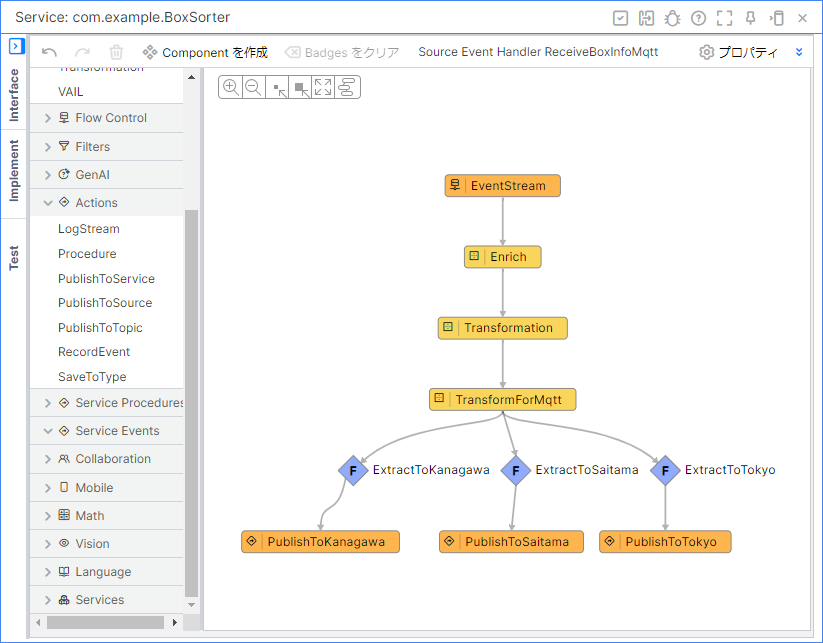 Service: com.example.BoxSorter
Component を作成
Badges をクリア
Source Event Handler ReceiveBoxInfoMqtt
プロパティ
Interface
Implement
Test
Transformation
VAIL
Flow Control
Filters
GenAI
Actions
LogStream
Procedure
PublishToService
PublishToSource
PublishToTopic
RecordEvent
SaveToType
Service Procedures
Service Events
Collaboration
Mobile
Math
Vision
Language
Services
EventStream
Enrich
Transformation
TransformForMqtt
F ExtractToKanagawa
F ExtractToSaitama
F ExtractToTokyo
PublishToKanagawa
PublishToSaitama
PublishToTokyo